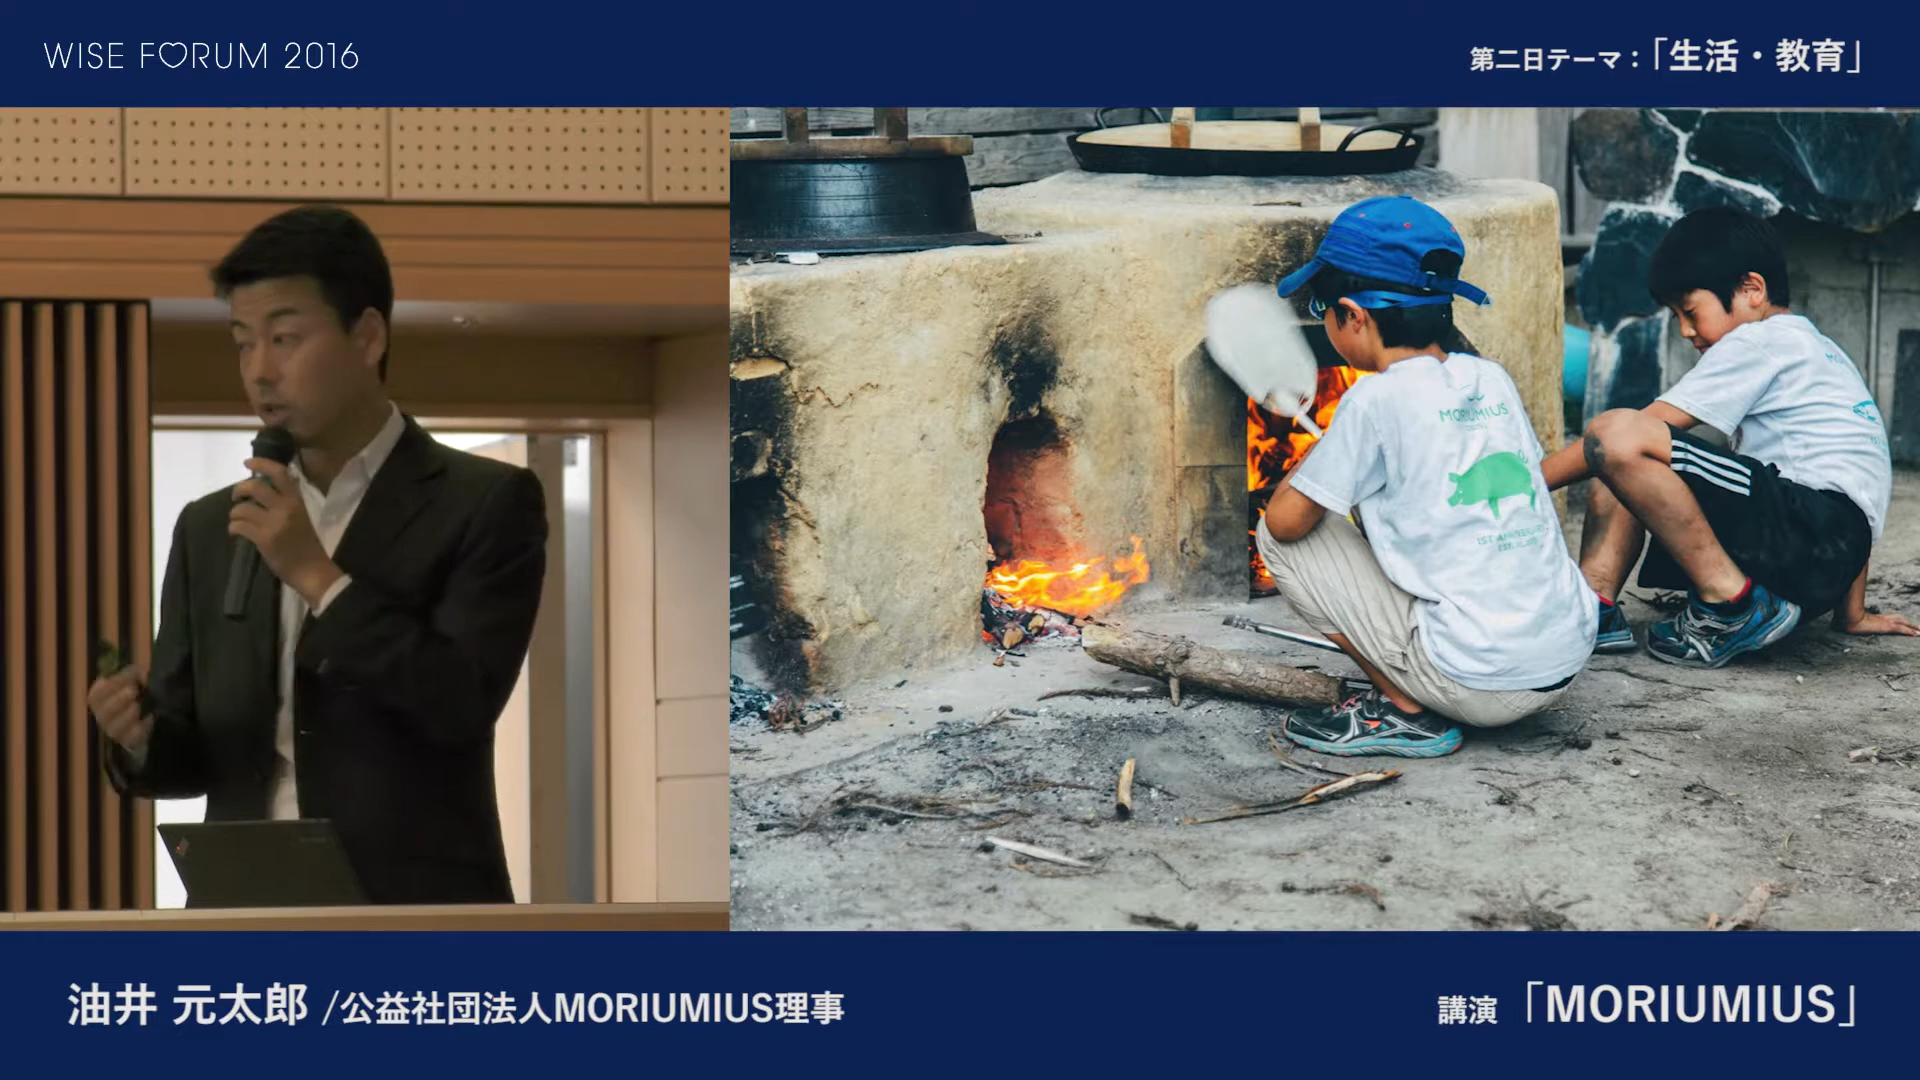 WISE FORUM 2016
第二日テーマ：「生活・教育」
MORIUMIUS
1ST ANNIVERSARY
油井 元太郎 /公益社団法人MORIUMIUS理事
講演 「MORIUMIUS」